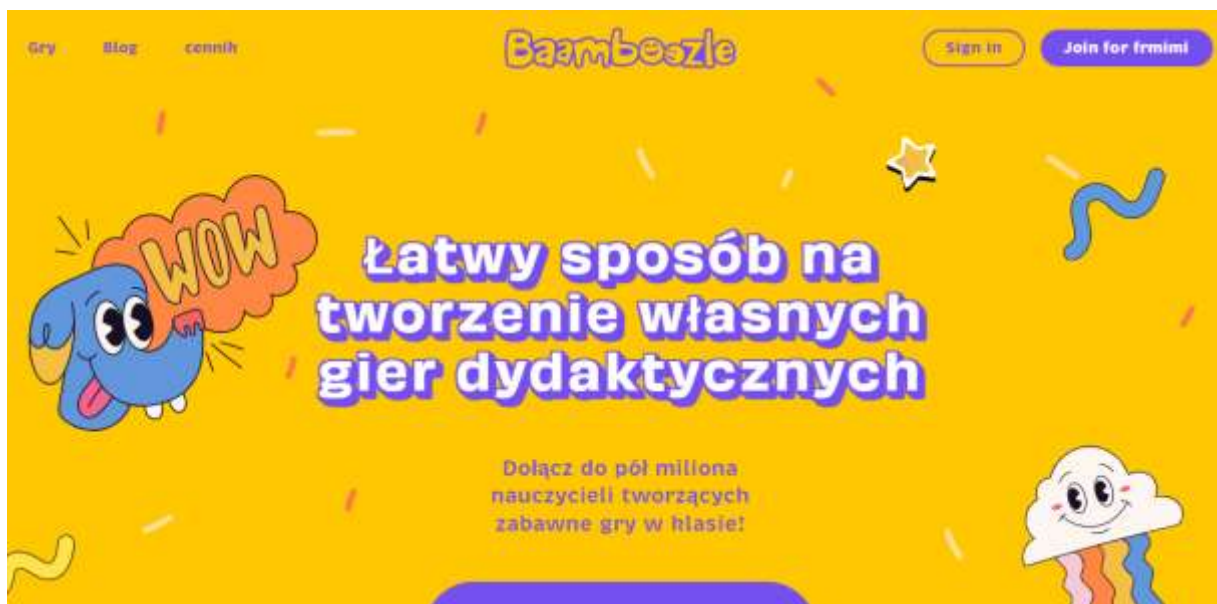 Gry Blog cennik Baamboozle Sign in Join for frmimi
WOW
Łatwy sposób na
tworzenie własnych
gier dydaktycznych
Dołącz do pół miliona
nauczycieli tworzących
zabawne gry w klasie!